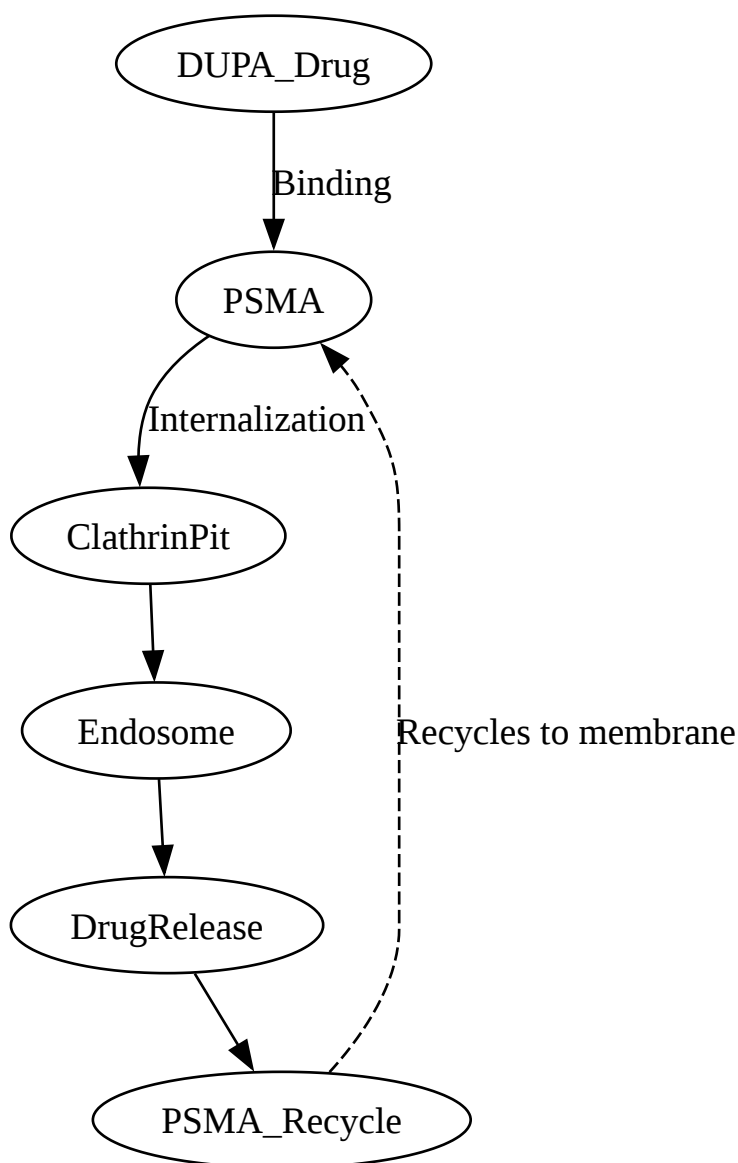 DUPA_Drug
Binding
PSMA
Internalization
ClathrinPit
Endosome
Recycles to membrane
DrugRelease
PSMA_Recycle